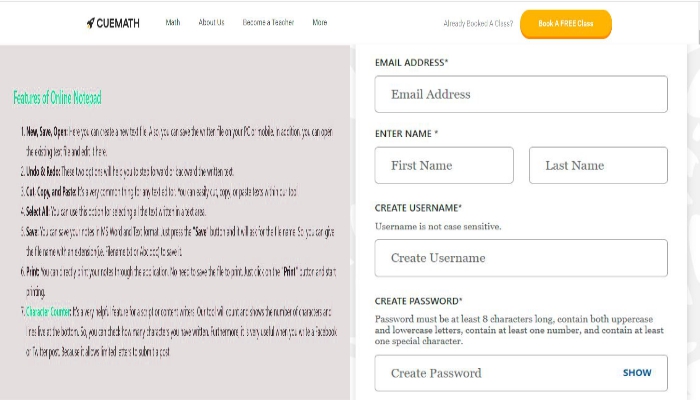 CUEMATH Math About Us Become a Teacher More Already Booked A Class? Book A FREE Class
Features of Online Notepad
1. New, Save, Open: Here you can create a new text file. Also, you can save the written file on your PC or mobile. In addition, you can open
the existing text file and edit there.
2. Undo & Redo: These two options will help you to step forward or backward the written text.
3. Cut, Copy, and Paste: It's a very common thing for any text editor. You can easily cut, copy, or paste texts within our tool.
4. Select All: You can use this option for selecting all the text written in a text area.
5. Save: You can save your notes in MS Word and Text format. Just press the "Save" button and it will ask for the file name. So, you can give
the file name with an extension(i.e. Filename.txt or Abc.doc) to save it.
6. Print: You can directly print your notes through the application. No need to save the file to print. Just click on the "Print" button and start
printing.
7. Character Counter: It's a very helpful feature for a script or content writers. Our tool will count and shows the number of characters and
lines live at the bottom. So, you can check how many characters you have written. Furthermore, it is very useful when you write a Facebook
or Twitter post. Because it allows limited letters to submit a post.
EMAIL ADDRESS*
Email Address
ENTER NAME *
First Name Last Name
CREATE USERNAME*
Username is not case sensitive.
Create Username
CREATE PASSWORD*
Password must be at least 8 characters long, contain both uppercase
and lowercase letters, contain at least one number, and contain at least
one special character.
Create Password SHOW